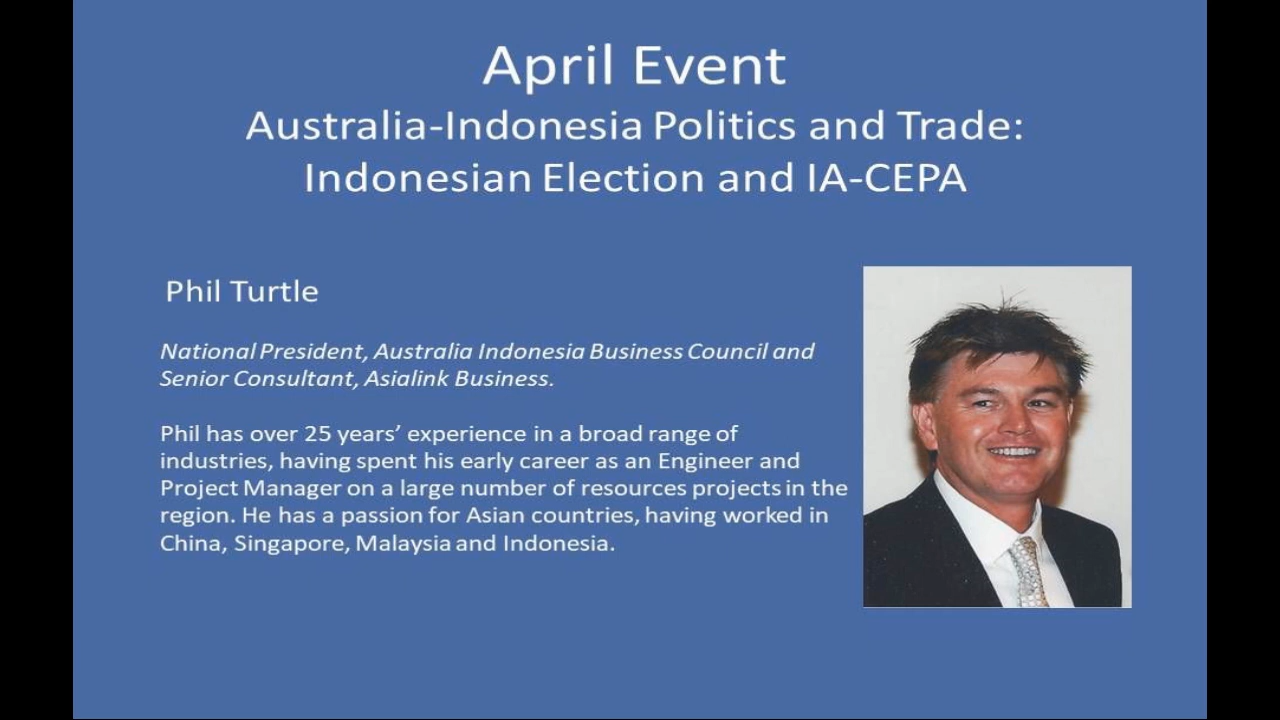 April Event
Australia-Indonesia Politics and Trade:
Indonesian Election and IA-CEPA
Phil Turtle
National President, Australia Indonesia Business Council and
Senior Consultant, Asialink Business.
Phil has over 25 years’ experience in a broad range of
industries, having spent his early career as an Engineer and
Project Manager on a large number of resources projects in the
region. He has a passion for Asian countries, having worked in
China, Singapore, Malaysia and Indonesia.